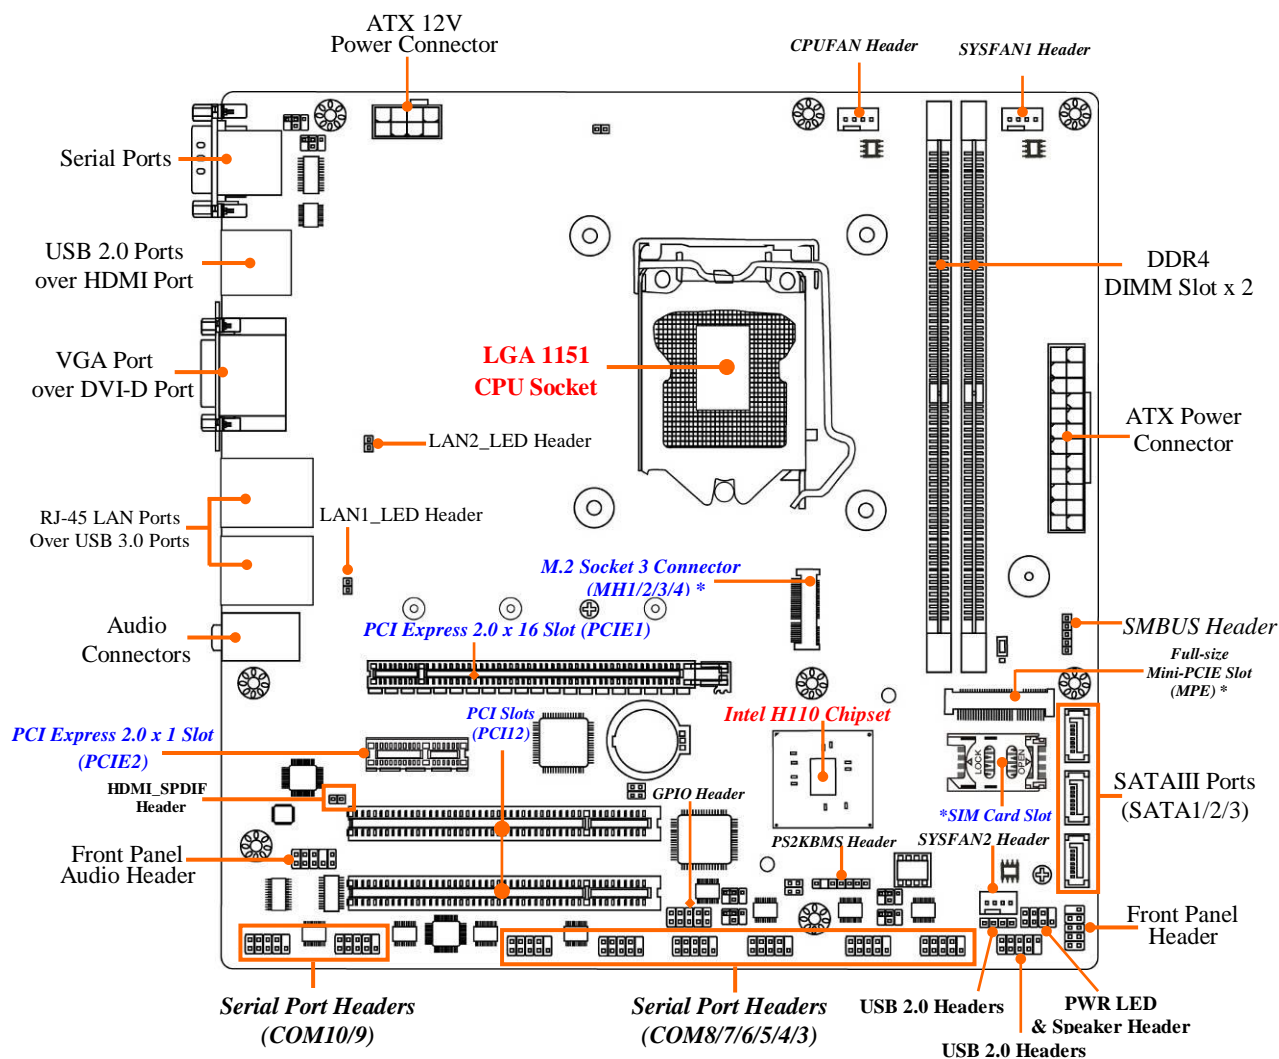 ATX 12V
Power Connector
CPUFAN Header
SYSFAN1 Header
Serial Ports
USB 2.0 Ports
over HDMI Port
DDR4
DIMM Slot x 2
VGA Port
over DVI-D Port
LGA 1151
CPU Socket
ATX Power
Connector
LAN2_LED Header
RJ-45 LAN Ports
Over USB 3.0 Ports
LAN1_LED Header
M.2 Socket 3 Connector
(MH1/2/3/4) *
Audio
Connectors
PCI Express 2.0 x 16 Slot (PCIE1)
SMBUS Header
Full-size
Mini-PCIE Slot
(MPE) *
PCI Express 2.0 x 1 Slot
(PCIE2)
PCI Slots
(PCI12)
Intel H110 Chipset
LOCK
OPEN
HDMI_SPDIF
Header
GPIO Header
*SIM Card Slot
SATAIII Ports
(SATA1/2/3)
Front Panel
Audio Header
PS2KBMS Header
SYSFAN2 Header
Front Panel
Header
Serial Port Headers
(COM10/9)
Serial Port Headers
(COM8/7/6/5/4/3)
USB 2.0 Headers
PWR LED
& Speaker Header
USB 2.0 Headers